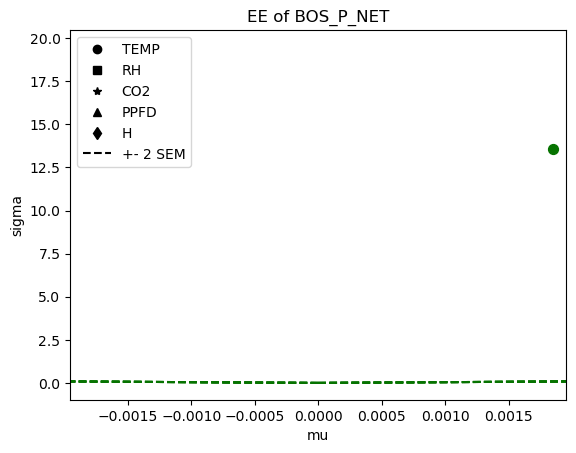 EE of BOS_P_NET
20.0
17.5
15.0
12.5
10.0
7.5
5.0
2.5
0.0
sigma
TEMP
RH
CO2
PPFD
H
+- 2 SEM
−0.0015 −0.0010 −0.0005 0.0000 0.0005 0.0010 0.0015
mu